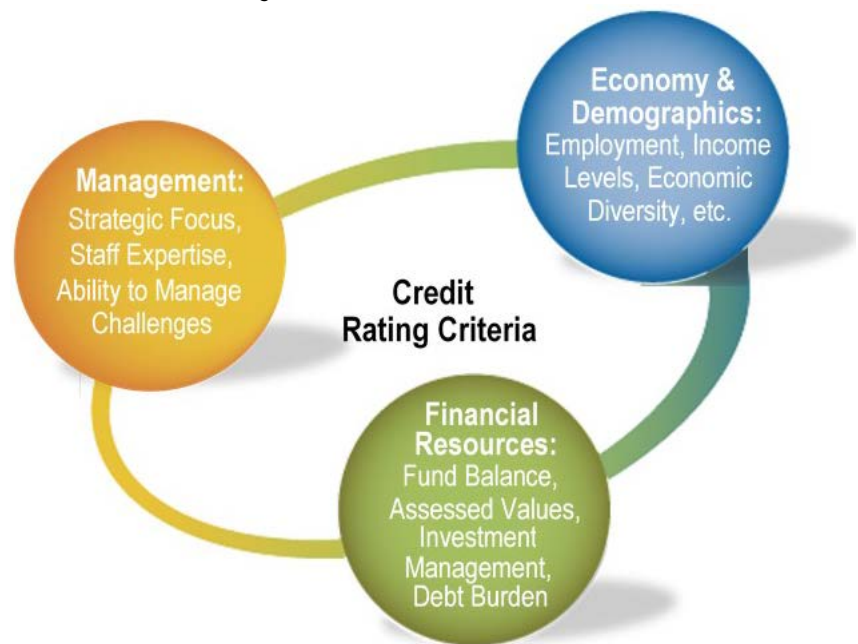 Economy &
Demographics:
Employment, Income
Levels, Economic
Diversity, etc.
Management:
Strategic Focus,
Staff Expertise,
Ability to Manage
Challenges
Credit
Rating Criteria
Financial
Resources:
Fund Balance,
Assessed Values,
Investment
Management,
Debt Burden